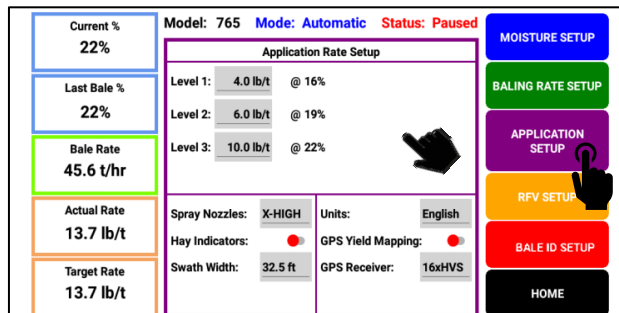 Model: 765 Mode: Automatic Status: Paused
Current %
22%
Last Bale %
22%
Bale Rate
45.6 t/hr
Actual Rate
13.7 lb/t
Target Rate
13.7 lb/t
Application Rate Setup
Level 1: 4.0 lb/t @ 16%
Level 2: 6.0 lb/t @ 19%
Level 3: 10.0 lb/t @ 22%
Spray Nozzles: X-HIGH
Hay Indicators:
Swath Width: 32.5 ft
Units: English
GPS Yield Mapping:
GPS Receiver: 16xHVS
MOISTURE SETUP
BALING RATE SETUP
APPLICATION
SETUP
RFV SETUP
BALE ID SETUP
HOME